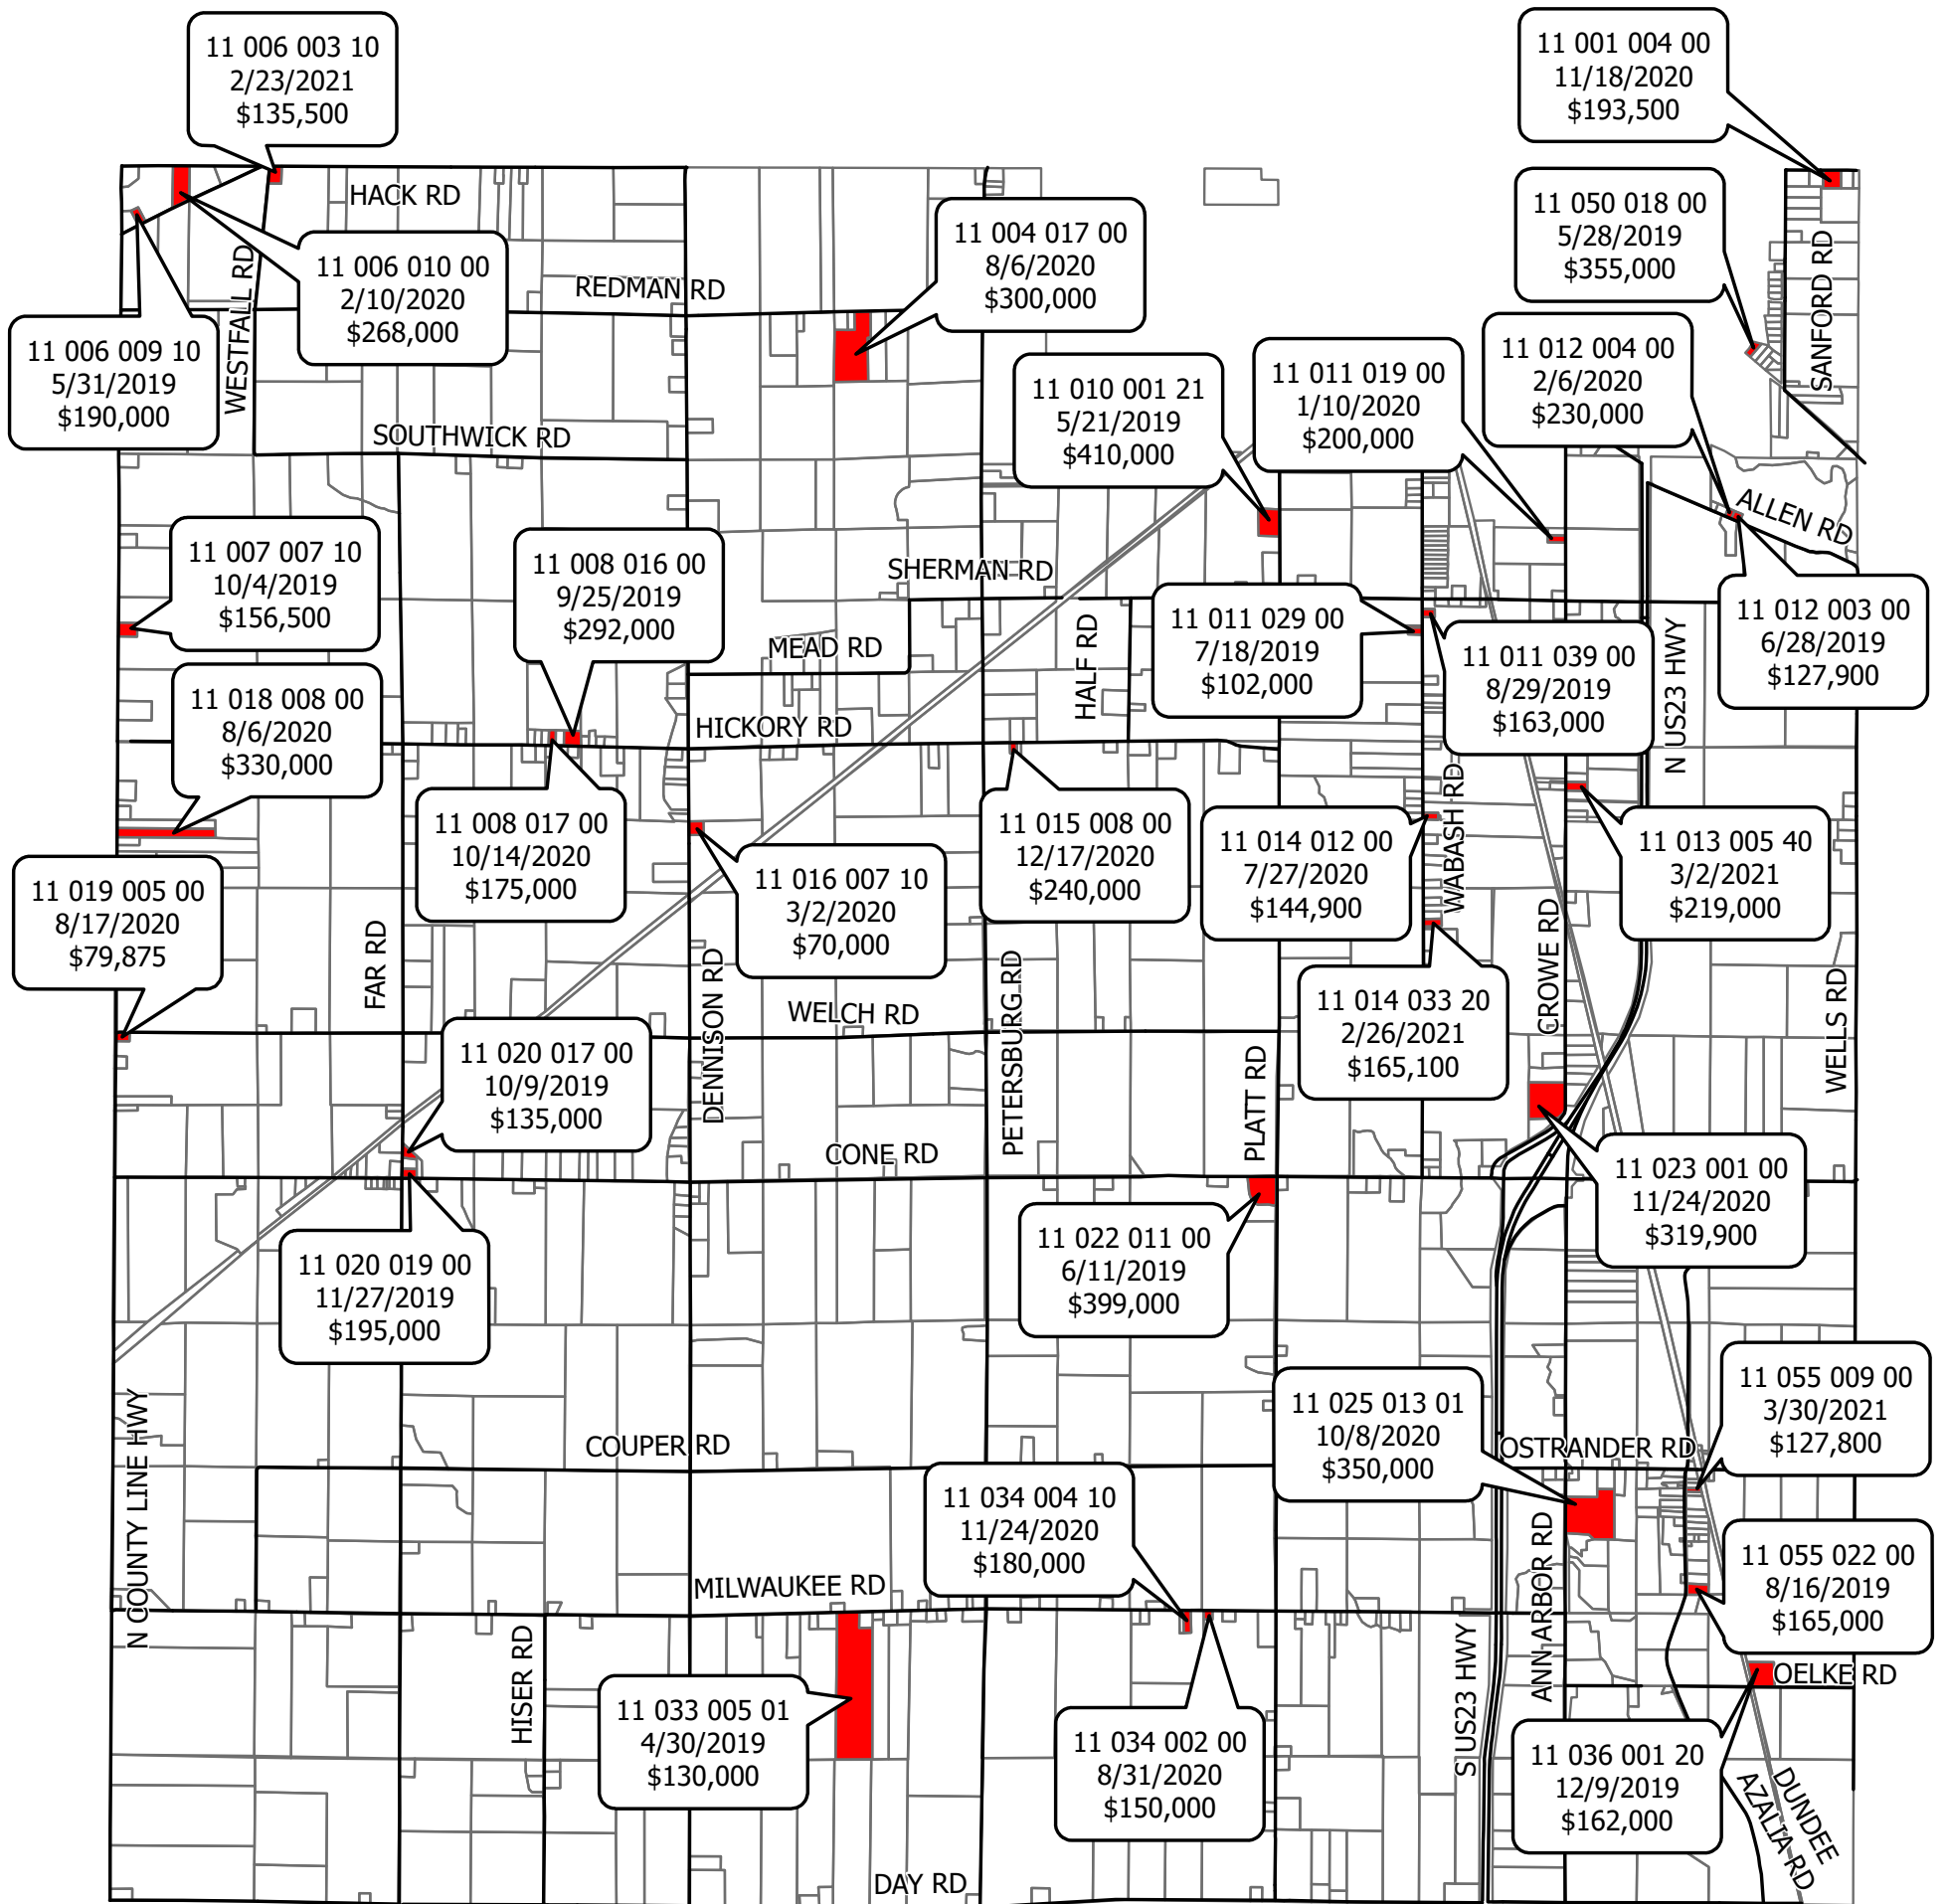 11 006 003 10
2/23/2021
$135,500
11 001 004 00
11/18/2020
$193,500
HACK RD
11 050 018 00
5/28/2019
$355,000
11 004 017 00
8/6/2020
$300,000
11 006 010 00
2/10/2020
$268,000
WESTFALL RD
REDMAN RD
SANFORD RD
11 006 009 10
5/31/2019
$190,000
11 012 004 00
2/6/2020
$230,000
11 011 019 00
1/10/2020
$200,000
11 010 001 21
5/21/2019
$410,000
SOUTHWICK RD
ALLEN RD
11 007 007 10
10/4/2019
$156,500
11 008 016 00
9/25/2019
$292,000
SHERMAN RD
11 012 003 00
6/28/2019
$127,900
11 011 029 00
7/18/2019
$102,000
MEAD RD
HALF RD
11 011 039 00
8/29/2019
$163,000
N US23 HWY
11 018 008 00
8/6/2020
$330,000
HICKORY RD
11 008 017 00
10/14/2020
$175,000
11 015 008 00
12/17/2020
$240,000
11 014 012 00
7/27/2020
$144,900
WABASH RD
11 013 005 40
3/2/2021
$219,000
11 016 007 10
3/2/2020
$70,000
11 019 005 00
8/17/2020
$79,875
FAR RD
DENNISON RD
WELCH RD
PETERSBURG RD
11 014 033 20
2/26/2021
$165,100
CROWE RD
WELLS RD
11 020 017 00
10/9/2019
$135,000
PLATT RD
CONE RD
11 023 001 00
11/24/2020
$319,900
11 020 019 00
11/27/2019
$195,000
11 022 011 00
6/11/2019
$399,000
11 055 009 00
3/30/2021
$127,800
11 025 013 01
10/8/2020
$350,000
N COUNTY LINE HWY
COUPER RD
OSTRANDER RD
11 034 004 10
11/24/2020
$180,000
ANN ARBOR RD
11 055 022 00
8/16/2019
$165,000
MILWAUKEE RD
HISER RD
S US23 HWY
OELKE RD
11 033 005 01
4/30/2019
$130,000
11 034 002 00
8/31/2020
$150,000
11 036 001 20
12/9/2019
$162,000
DUNDEE
AZALIA RD
DAY RD